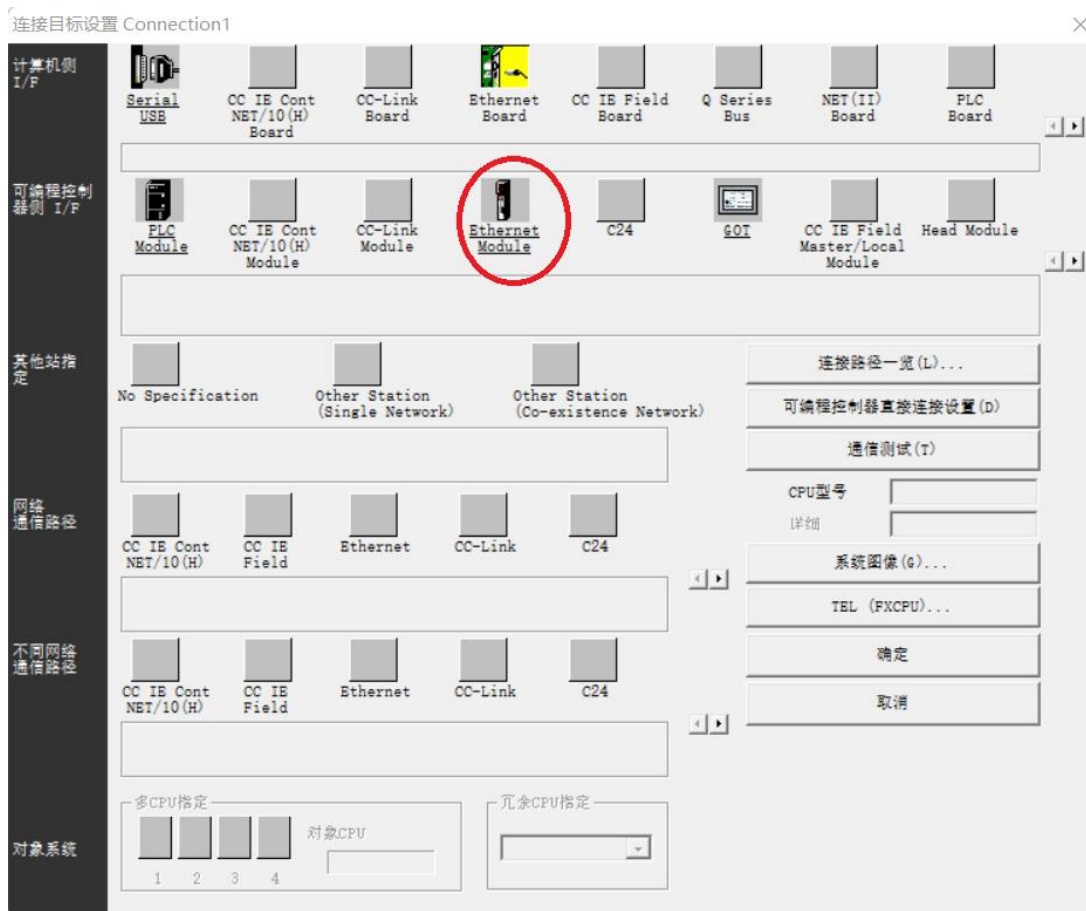 连接目标设置 Connection1
计算机侧
I/F
Serial
USB
CC IE Cont
NET/10(H)
Board
CC-Link
Board
Ethernet
Board
CC IE Field
Board
Q Series
Bus
NET(II)
Board
PLC
Board
可编程控制
器侧 I/F
PLC
Module
CC IE Cont
NET/10(H)
Module
CC-Link
Module
Ethernet
Module
C24
GOT
CC IE Field
Master/Local
Module
Head Module
其他站指
定
No Specification
Other Station
(Single Network)
Other Station
(Co-existence Network)
连接路径一览(L)...
可编程控制器直接连接设置(D)
通信测试(T)
CPU型号
详细
系统图像(G)...
TEL (FXCPU)...
确定
取消
网络
通信路径
CC IE Cont
NET/10(H)
CC IE
Field
Ethernet
CC-Link
C24
不同网络
通信路径
CC IE Cont
NET/10(H)
CC IE
Field
Ethernet
CC-Link
C24
对象系统
多CPU指定
1 2 3 4
对象CPU
冗余CPU指定